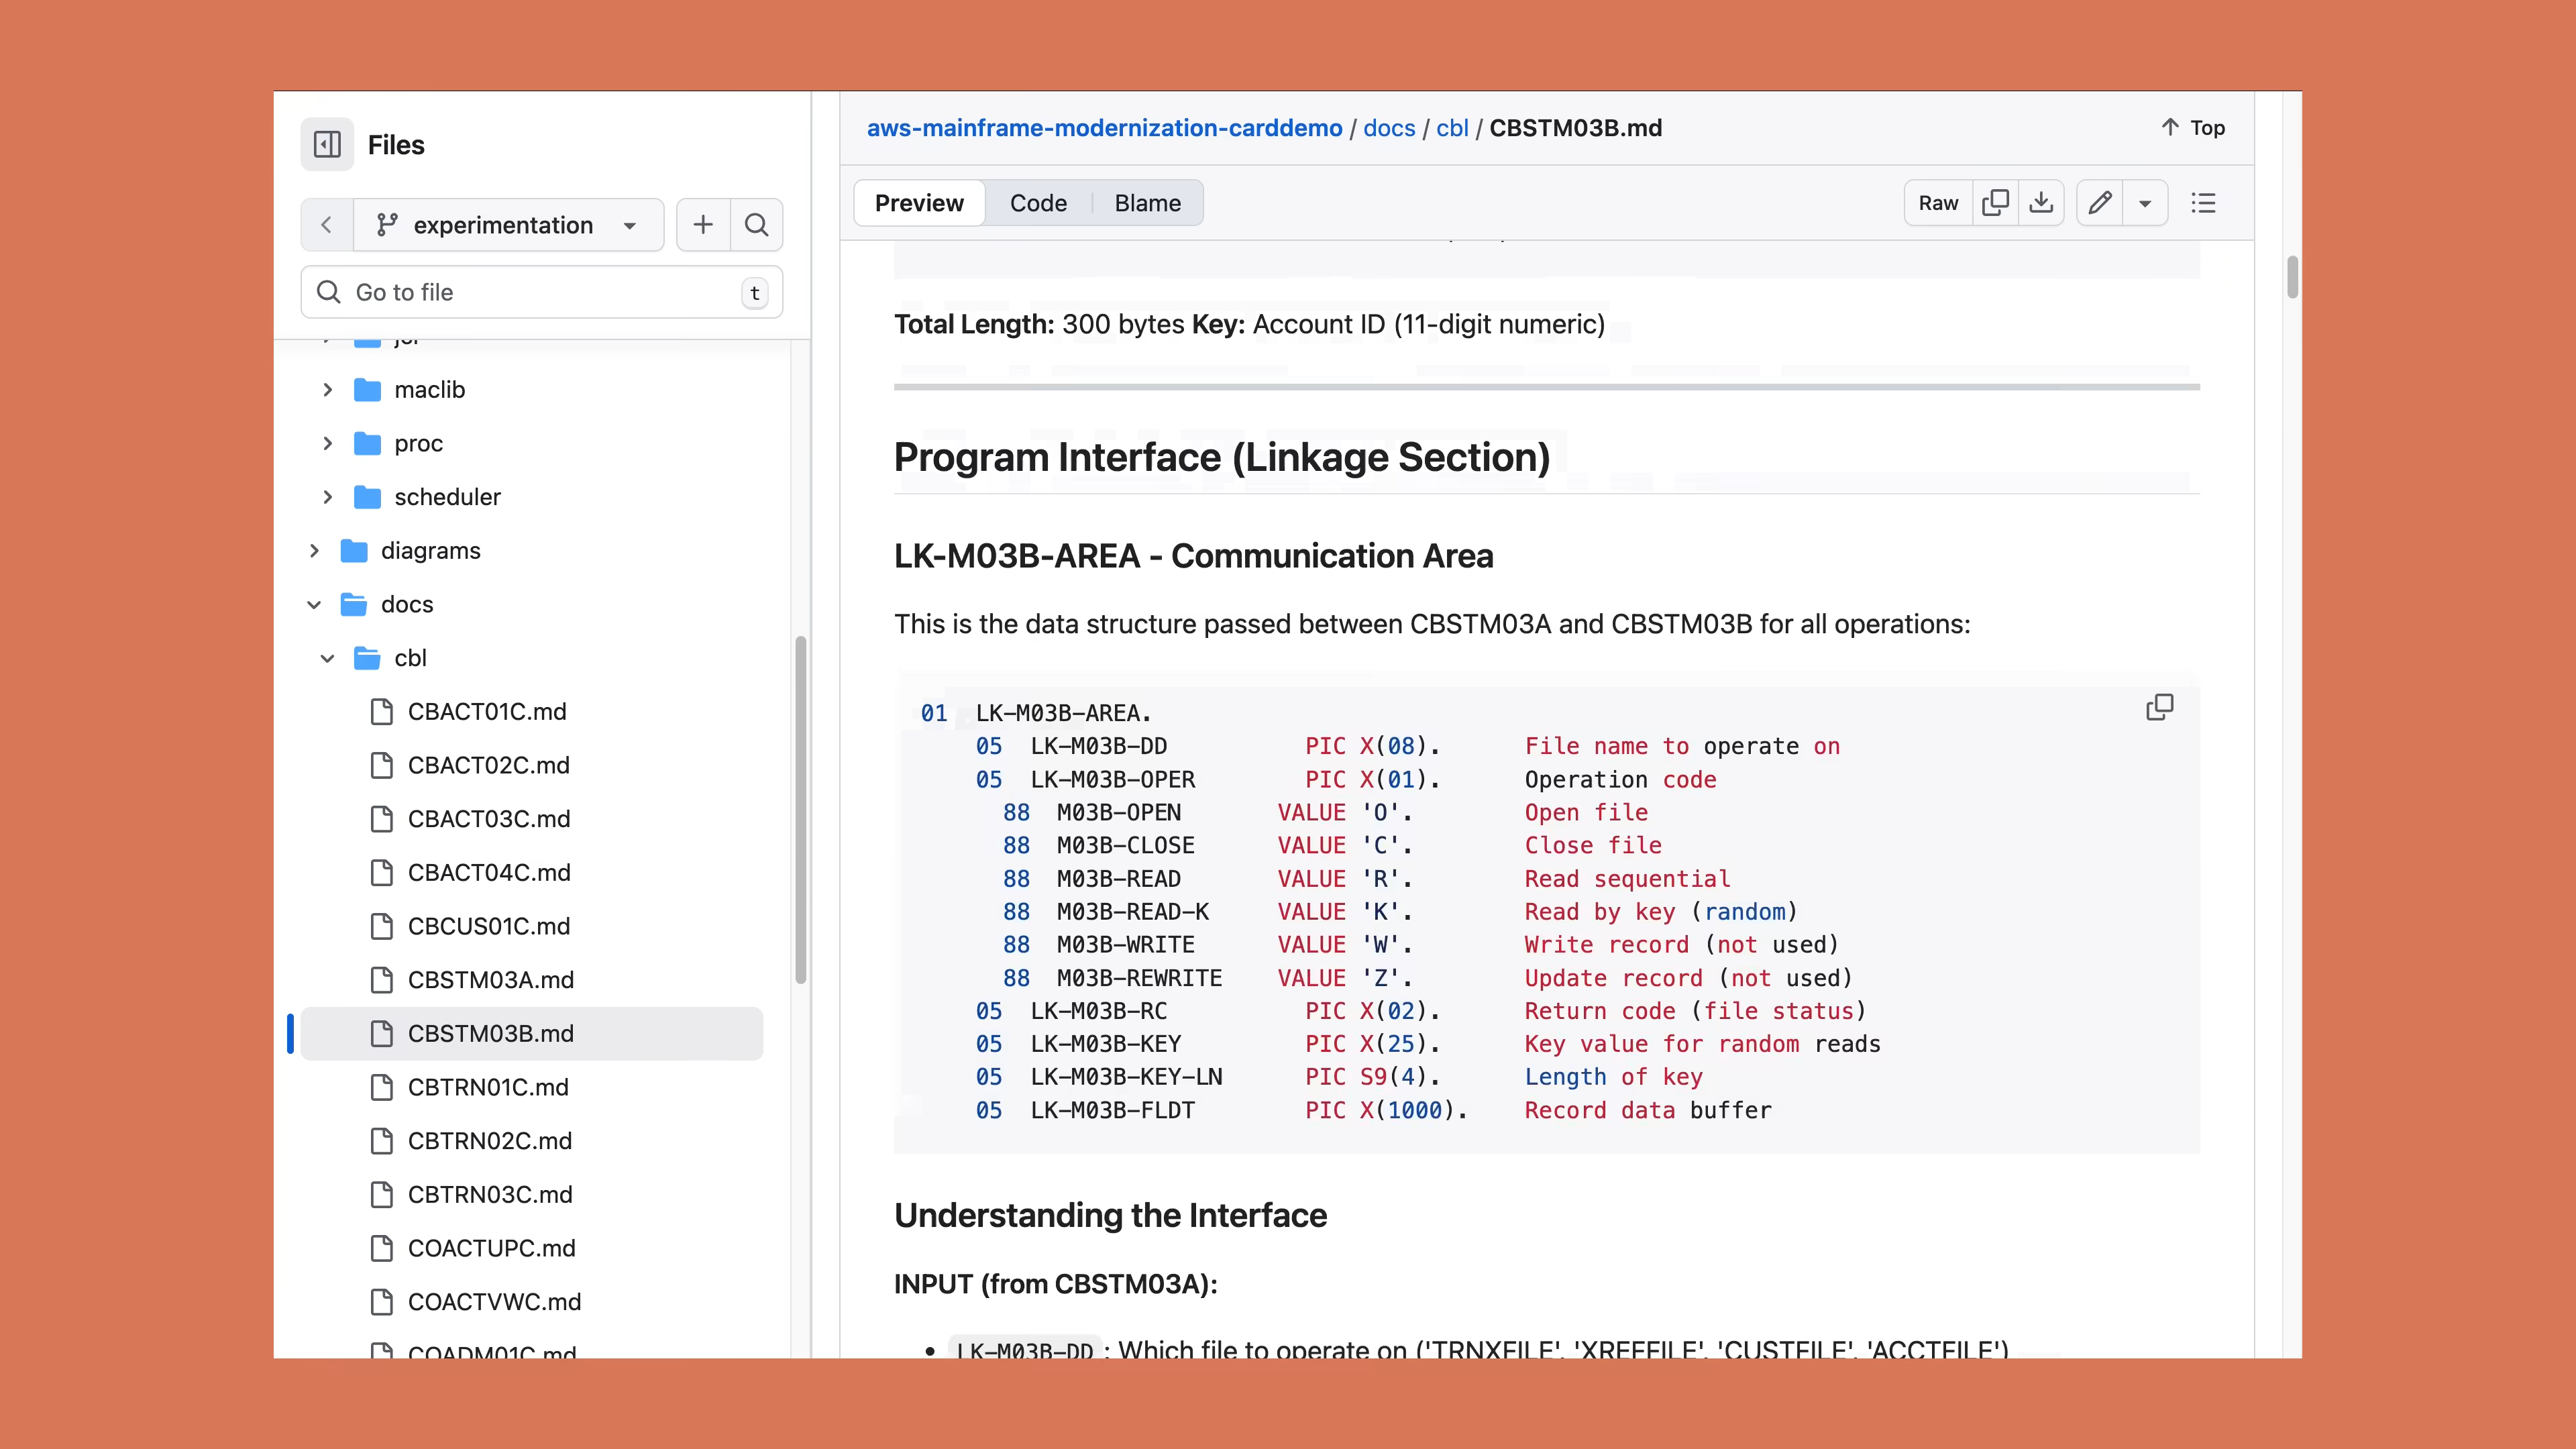 Files
experimentation
Go to file
t
maclib
proc
scheduler
diagrams
docs
cbl
CBACT01C.md
CBACT02C.md
CBACT03C.md
CBACT04C.md
CBCUS01C.md
CBSTM03A.md
CBSTM03B.md
CBTRN01C.md
CBTRN02C.md
CBTRN03C.md
COACTUPC.md
COACTVWC.md
COADM01C.md
aws-mainframe-modernization-carddemo / docs / cbl / CBSTM03B.md
Top
Preview Code Blame
Raw
Total Length: 300 bytes Key: Account ID (11-digit numeric)
Program Interface (Linkage Section)
LK-M03B-AREA - Communication Area
This is the data structure passed between CBSTM03A and CBSTM03B for all operations:
01 LK-M03B-AREA.
05 LK-M03B-DD PIC X(08). File name to operate on
05 LK-M03B-OPER PIC X(01). Operation code
88 M03B-OPEN VALUE 'O'. Open file
88 M03B-CLOSE VALUE 'C'. Close file
88 M03B-READ VALUE 'R'. Read sequential
88 M03B-READ-K VALUE 'K'. Read by key (random)
88 M03B-WRITE VALUE 'W'. Write record (not used)
88 M03B-REWRITE VALUE 'Z'. Update record (not used)
05 LK-M03B-RC PIC X(02). Return code (file status)
05 LK-M03B-KEY PIC X(25). Key value for random reads
05 LK-M03B-KEY-LN PIC S9(4). Length of key
05 LK-M03B-FLDT PIC X(1000). Record data buffer
Understanding the Interface
INPUT (from CBSTM03A):
• LK-M03B-DD : Which file to operate on ('TRNXFILE', 'XREFFILE', 'CUSTFILE', 'ACCTFILE')